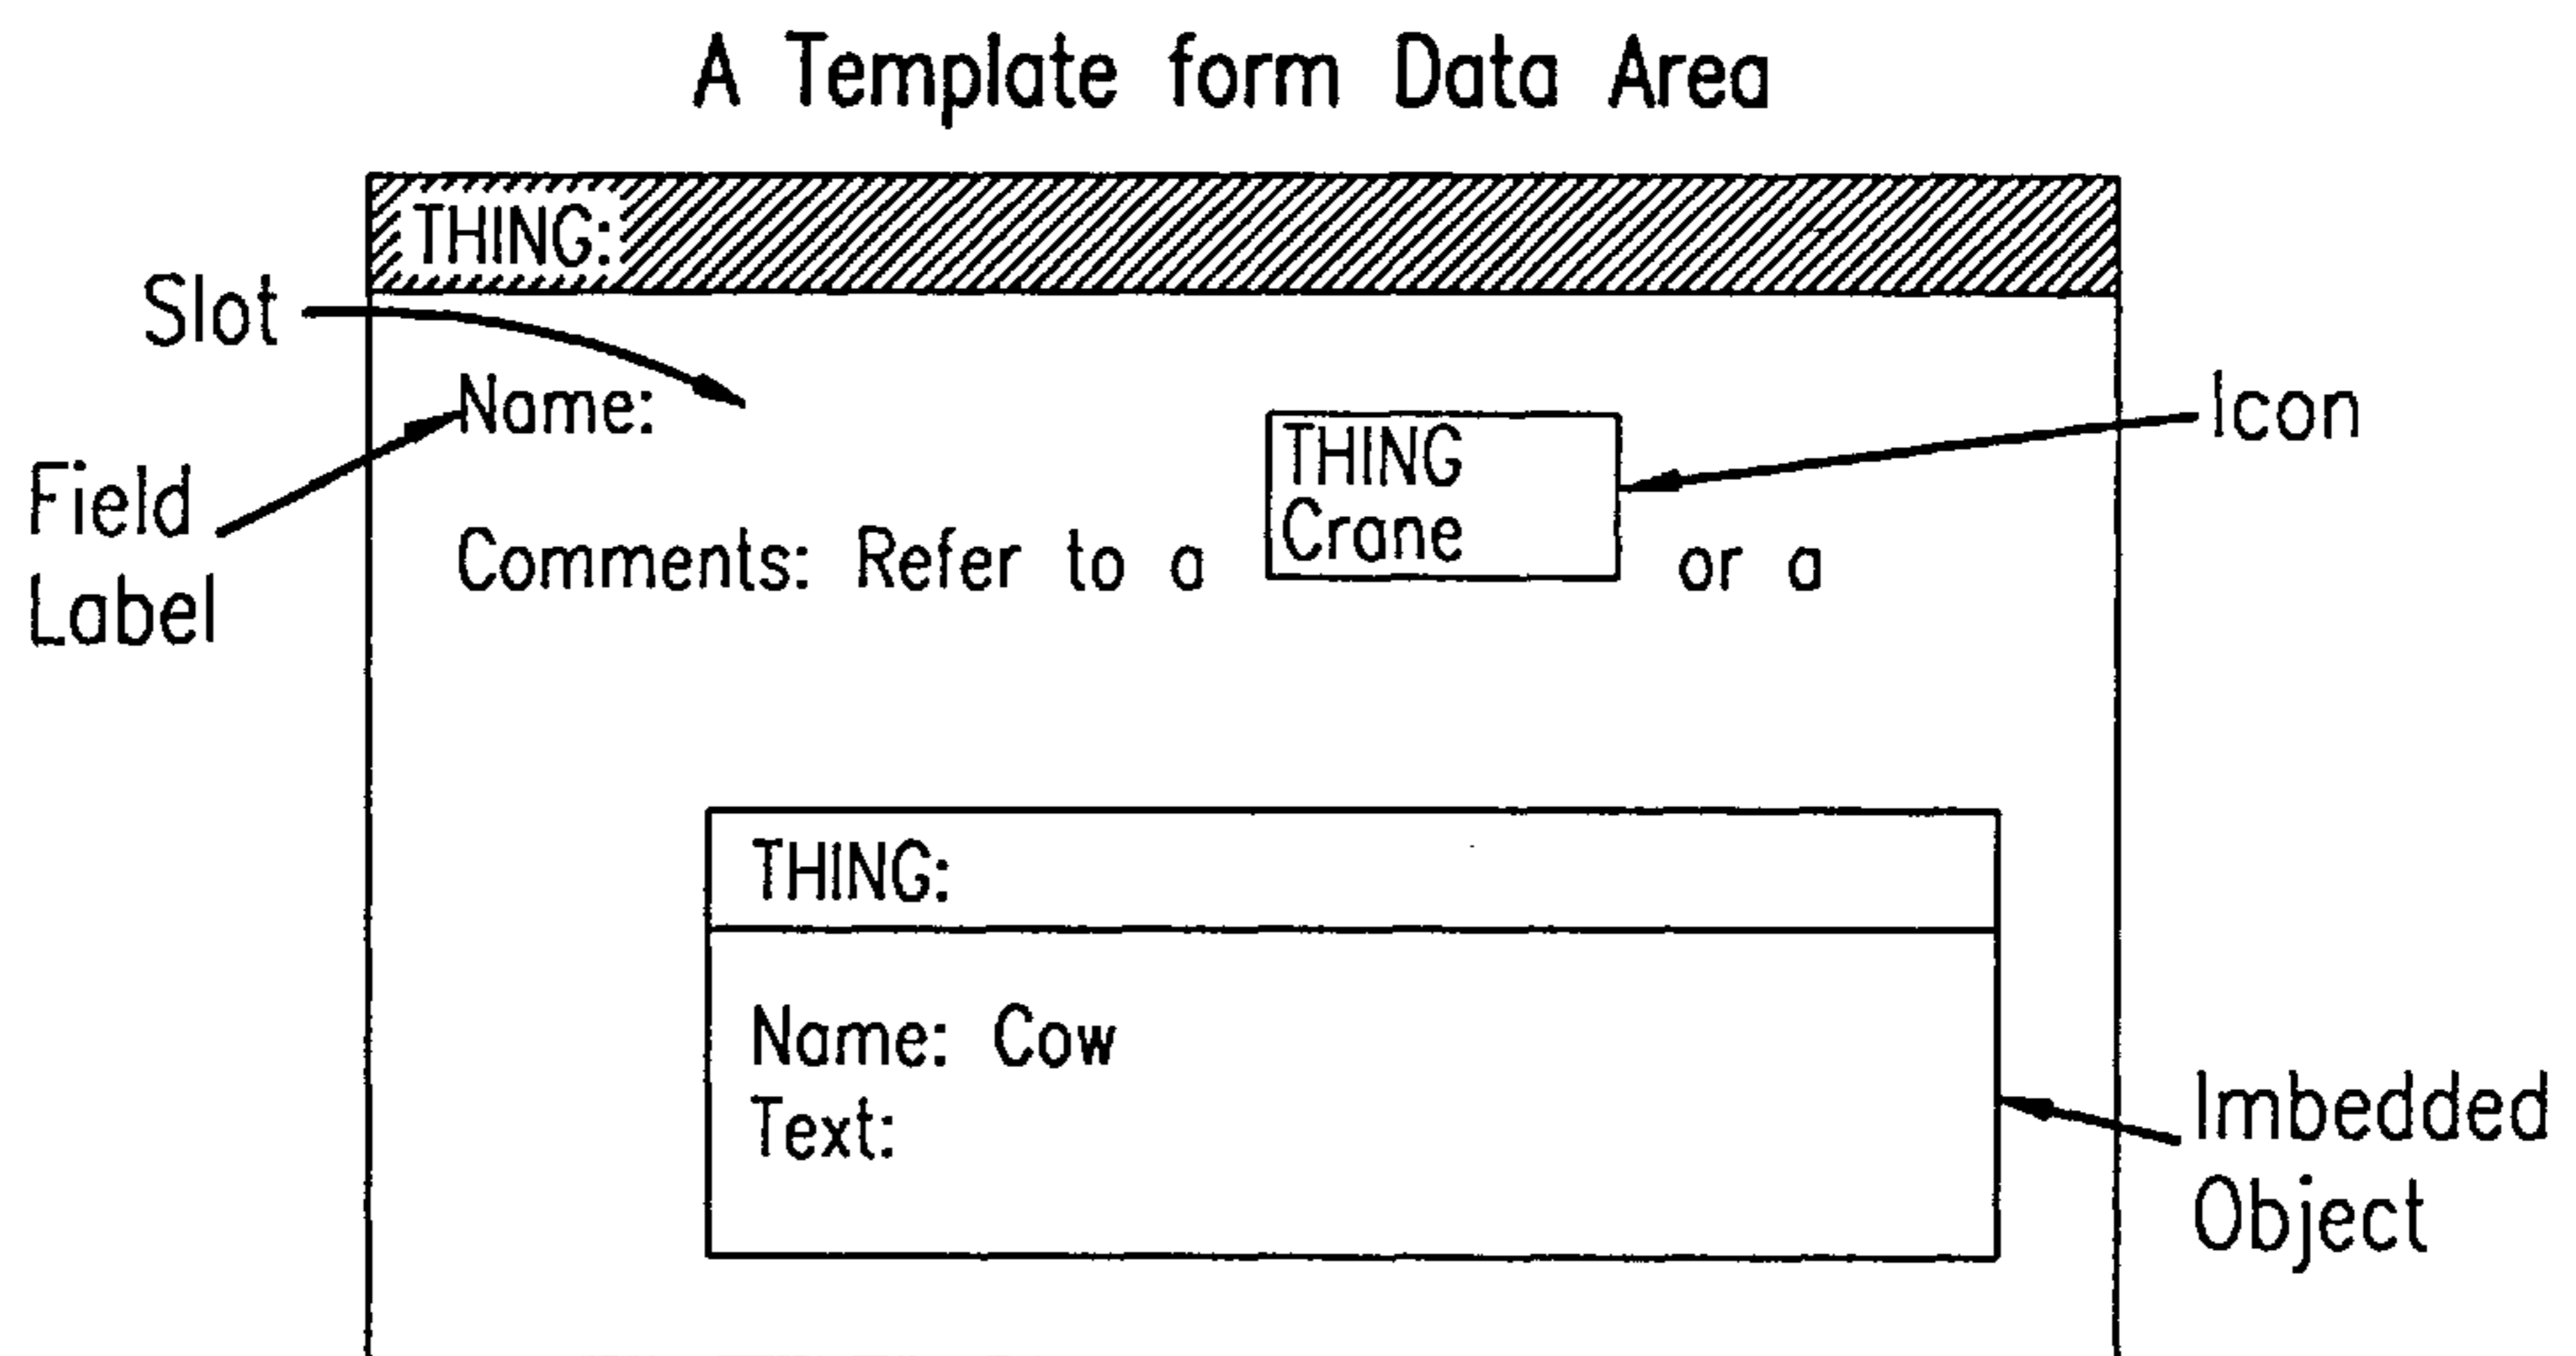 A Template form Data Area
THING:
Slot
Name:
Icon
Field
Label
THING
Crane
Comments: Refer to a
or a
THING:
Name: Cow
Text:
Imbedded
Object